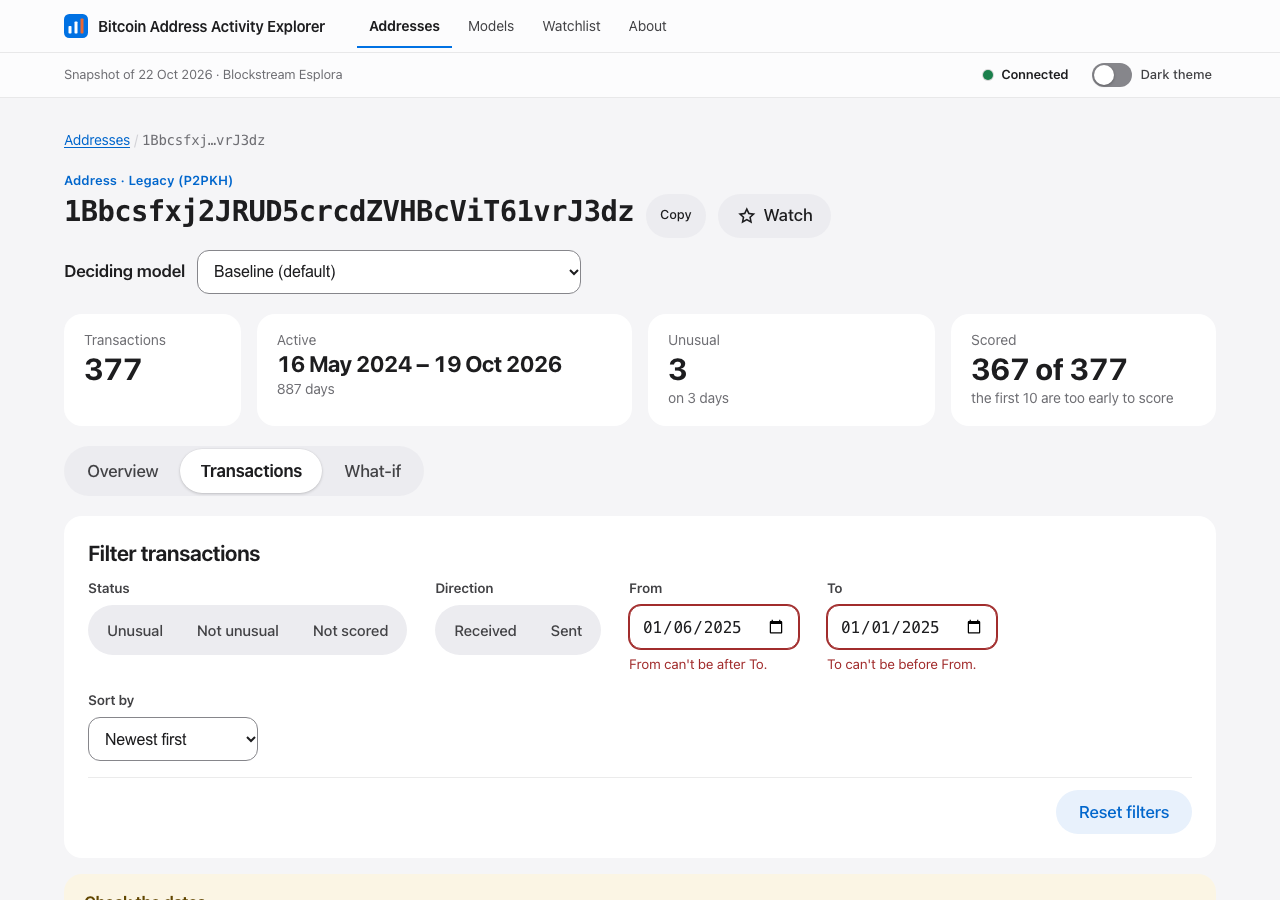 Bitcoin Address Activity Explorer Addresses Models Watchlist About
Snapshot of 22 Oct 2026 · Blockstream Esplora Connected Dark theme
Addresses / 1Bbcsfxj…vrJ3dz
Address · Legacy (P2PKH)
1Bbcsfxj2JRUD5crcdZVHBcViT61vrJ3dz Copy Watch
Deciding model Baseline (default)
Transactions
377
Active
16 May 2024 – 19 Oct 2026
887 days
Unusual
3
on 3 days
Scored
367 of 377
the first 10 are too early to score
Overview Transactions What-if
Filter transactions
Status
Unusual Not unusual Not scored
Direction
Received Sent
From
01/06/2025
From can't be after To.
To
01/01/2025
To can't be before From.
Sort by
Newest first
Reset filters
Check the dates